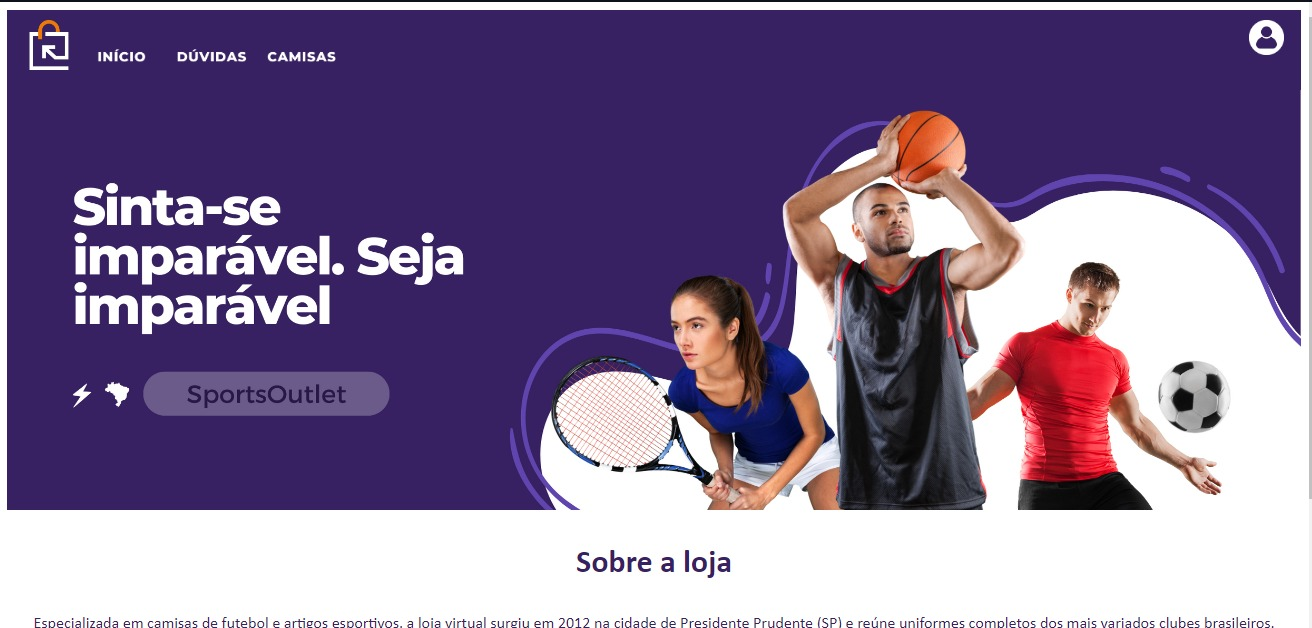 INÍCIO DÚVIDAS CAMISAS
Sinta-se
imparável. Seja
imparável
SportsOutlet
Sobre a loja
Especializada em camisas de futebol e artigos esportivos, a loja virtual surgiu em 2012 na cidade de Presidente Prudente (SP) e reúne uniformes completos dos mais variados clubes brasileiros.